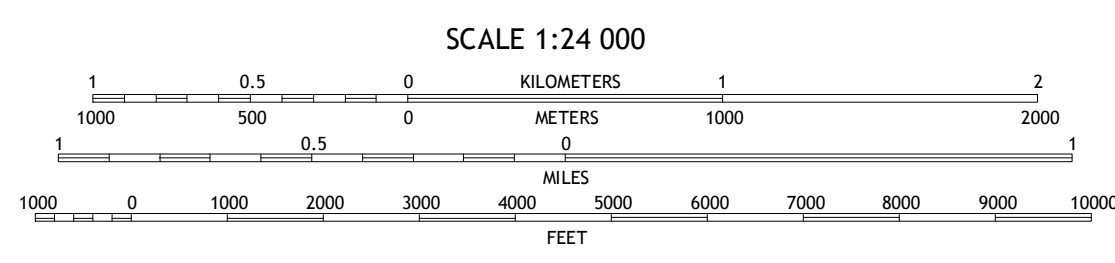 SCALE 1:24 000
1 0.5 0 KILOMETERS 1 2
1000 500 0 METERS 1000 2000
1 0.5 0 1
MILES
1000 0 1000 2000 3000 4000 5000 6000 7000 8000 9000 10000
FEET